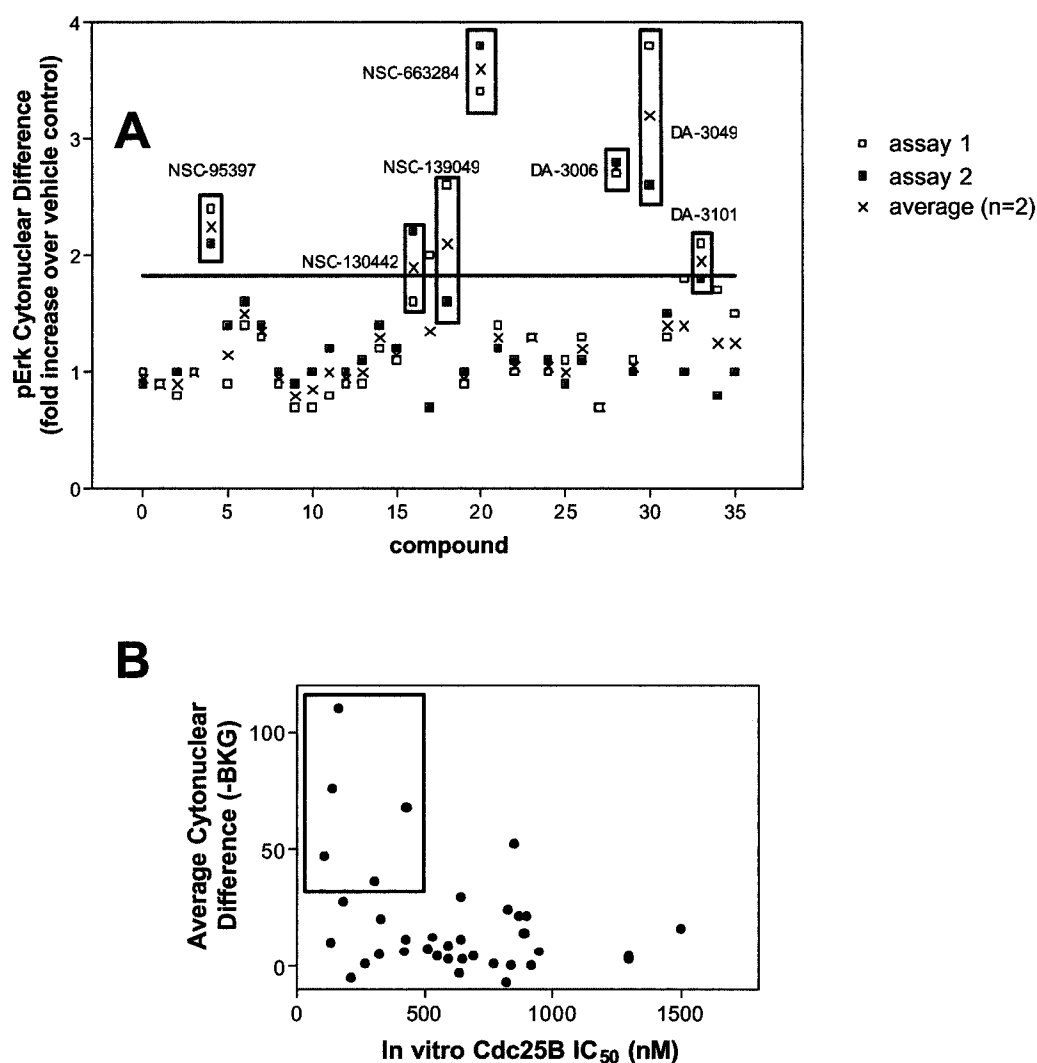 A
pErk Cytonuclear Difference
(fold increase over vehicle control)
4
3
2
1
0
NSC-663284
NSC-95397
NSC-139049
NSC-130442
DA-3006
DA-3049
DA-3101
assay 1
assay 2
average (n=2)
0 5 10 15 20 25 30 35
compound
B
Average Cytonuclear
Difference (-BKG)
100
50
0
0 500 1000 1500
In vitro Cdc25B IC50 (nM)